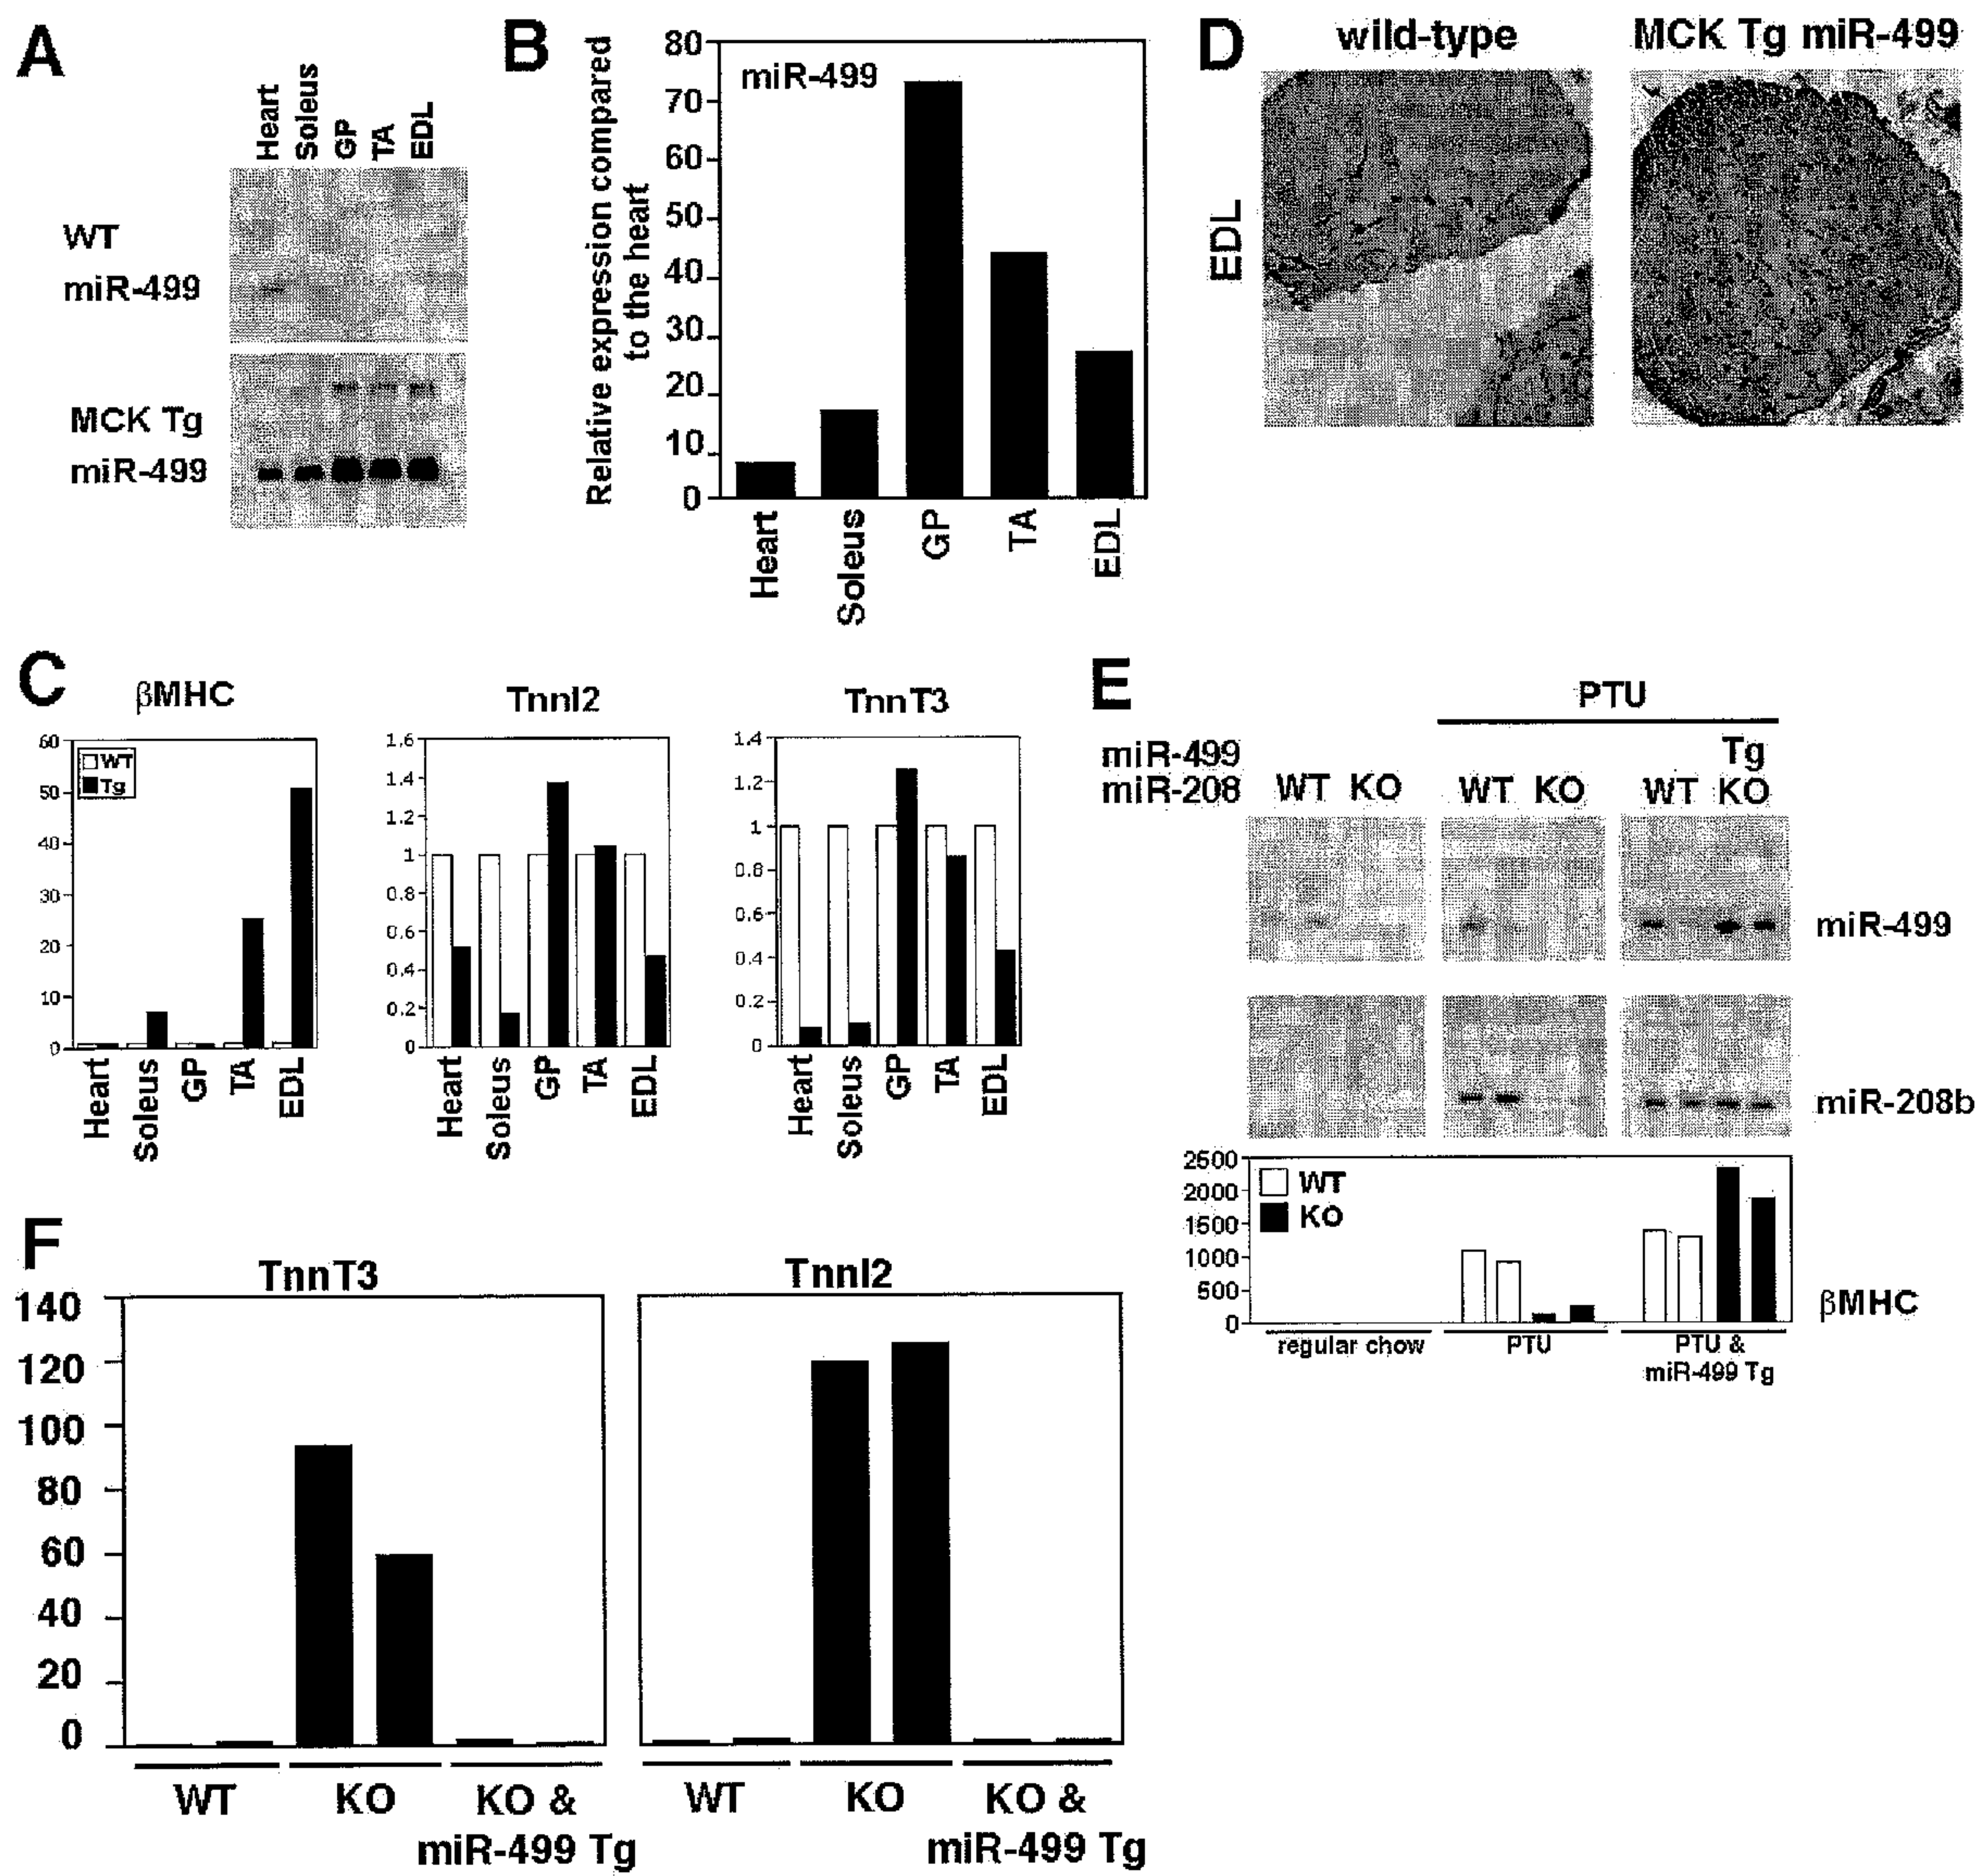 A
Heart
Soleus
GP
TA
EDL
WT
miR-499
MCK Tg
miR-499
B
Relative expression compared
to the heart
80
70
60
50
40
30
20
10
0
miR-499
Heart
Soleus
GP
TA
EDL
D
wild-type
MCK Tg miR-499
EDL
C
βMHC
60
50
40
30
20
10
0
WT
Tg
Heart
Soleus
GP
TA
EDL
TnnI2
1.6
1.4
1.2
1
0.8
0.6
0.4
0.2
0
Heart
Soleus
GP
TA
EDL
TnnT3
1.4
1.2
1
0.8
0.6
0.4
0.2
0
Heart
Soleus
GP
TA
EDL
E
PTU
miR-499 Tg
miR-208 WT KO WT KO WT KO
miR-499
miR-208b
2500
2000
1500
1000
500
0
WT
KO
βMHC
regular chow
PTU
PTU &
miR-499 Tg
F
TnnT3
140
120
100
80
60
40
20
0
WT
KO
KO &
miR-499 Tg
TnnI2
WT
KO
KO &
miR-499 Tg